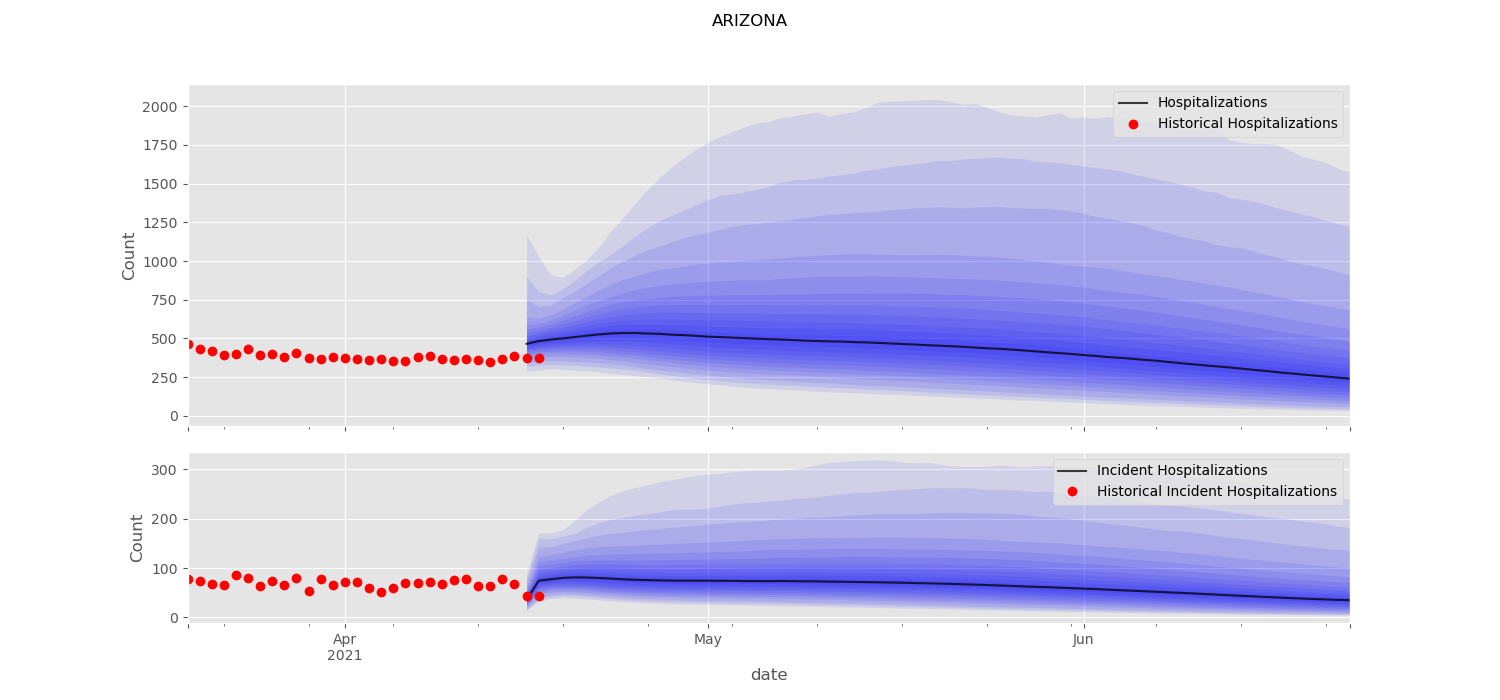 ARIZONA
Hospitalizations
Historical Hospitalizations
2000
1750
1500
1250
1000
750
500
250
0
Count
Incident Hospitalizations
Historical Incident Hospitalizations
300
200
100
0
Count
Apr
2021
May
Jun
date